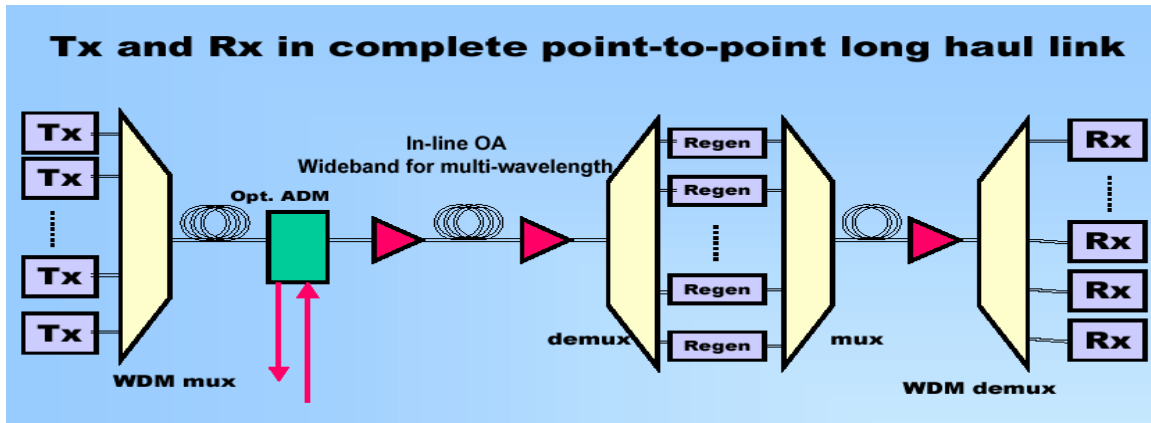 Tx and Rx in complete point-to-point long haul link
Tx
Tx
Tx
Tx
WDM mux
Opt. ADM
In-line OA
Wideband for multi-wavelength
demux
Regen
Regen
Regen
Regen
mux
WDM demux
Rx
Rx
Rx
Rx